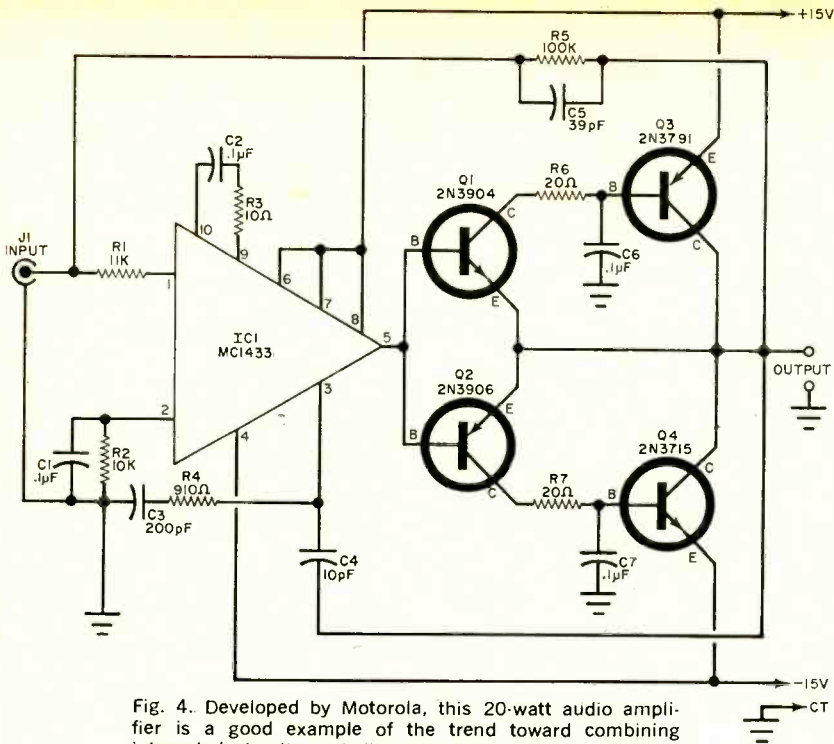 +15V
R5
100K
C5
39pF
Q3
2N3791
E
B
C
C2
.1µF
R3
10Ω
Q1
2N3904
R6
20Ω
C
B
E
C6
.1µF
J1
INPUT
R1
11K
10
9
6
7
8
1
IC1
MC1433
5
OUTPUT
Q2
2N3906
E
B
C
2
3
4
R2
10K
C1
.1µF
R4
910Ω
C3
200pF
R7
20Ω
Q4
2N3715
C
B
E
C4
10pF
C7
.1µF
-15V
CT
Fig. 4. Developed by Motorola, this 20-watt audio ampli-
fier is a good example of the trend toward combining